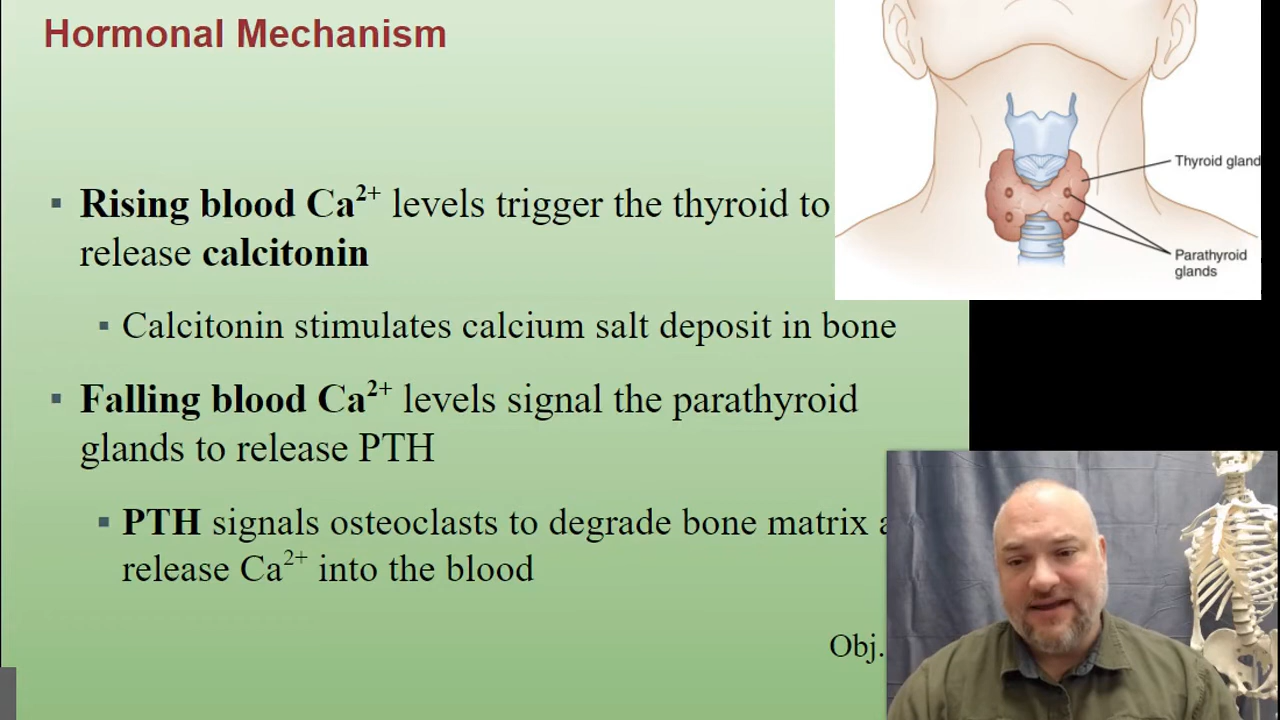 Hormonal Mechanism
Thyroid gland
Parathyroid
glands
▪ Rising blood Ca²⁺ levels trigger the thyroid to
release calcitonin
▪ Calcitonin stimulates calcium salt deposit in bone
▪ Falling blood Ca²⁺ levels signal the parathyroid
glands to release PTH
▪ PTH signals osteoclasts to degrade bone matrix
release Ca²⁺ into the blood
Obj.